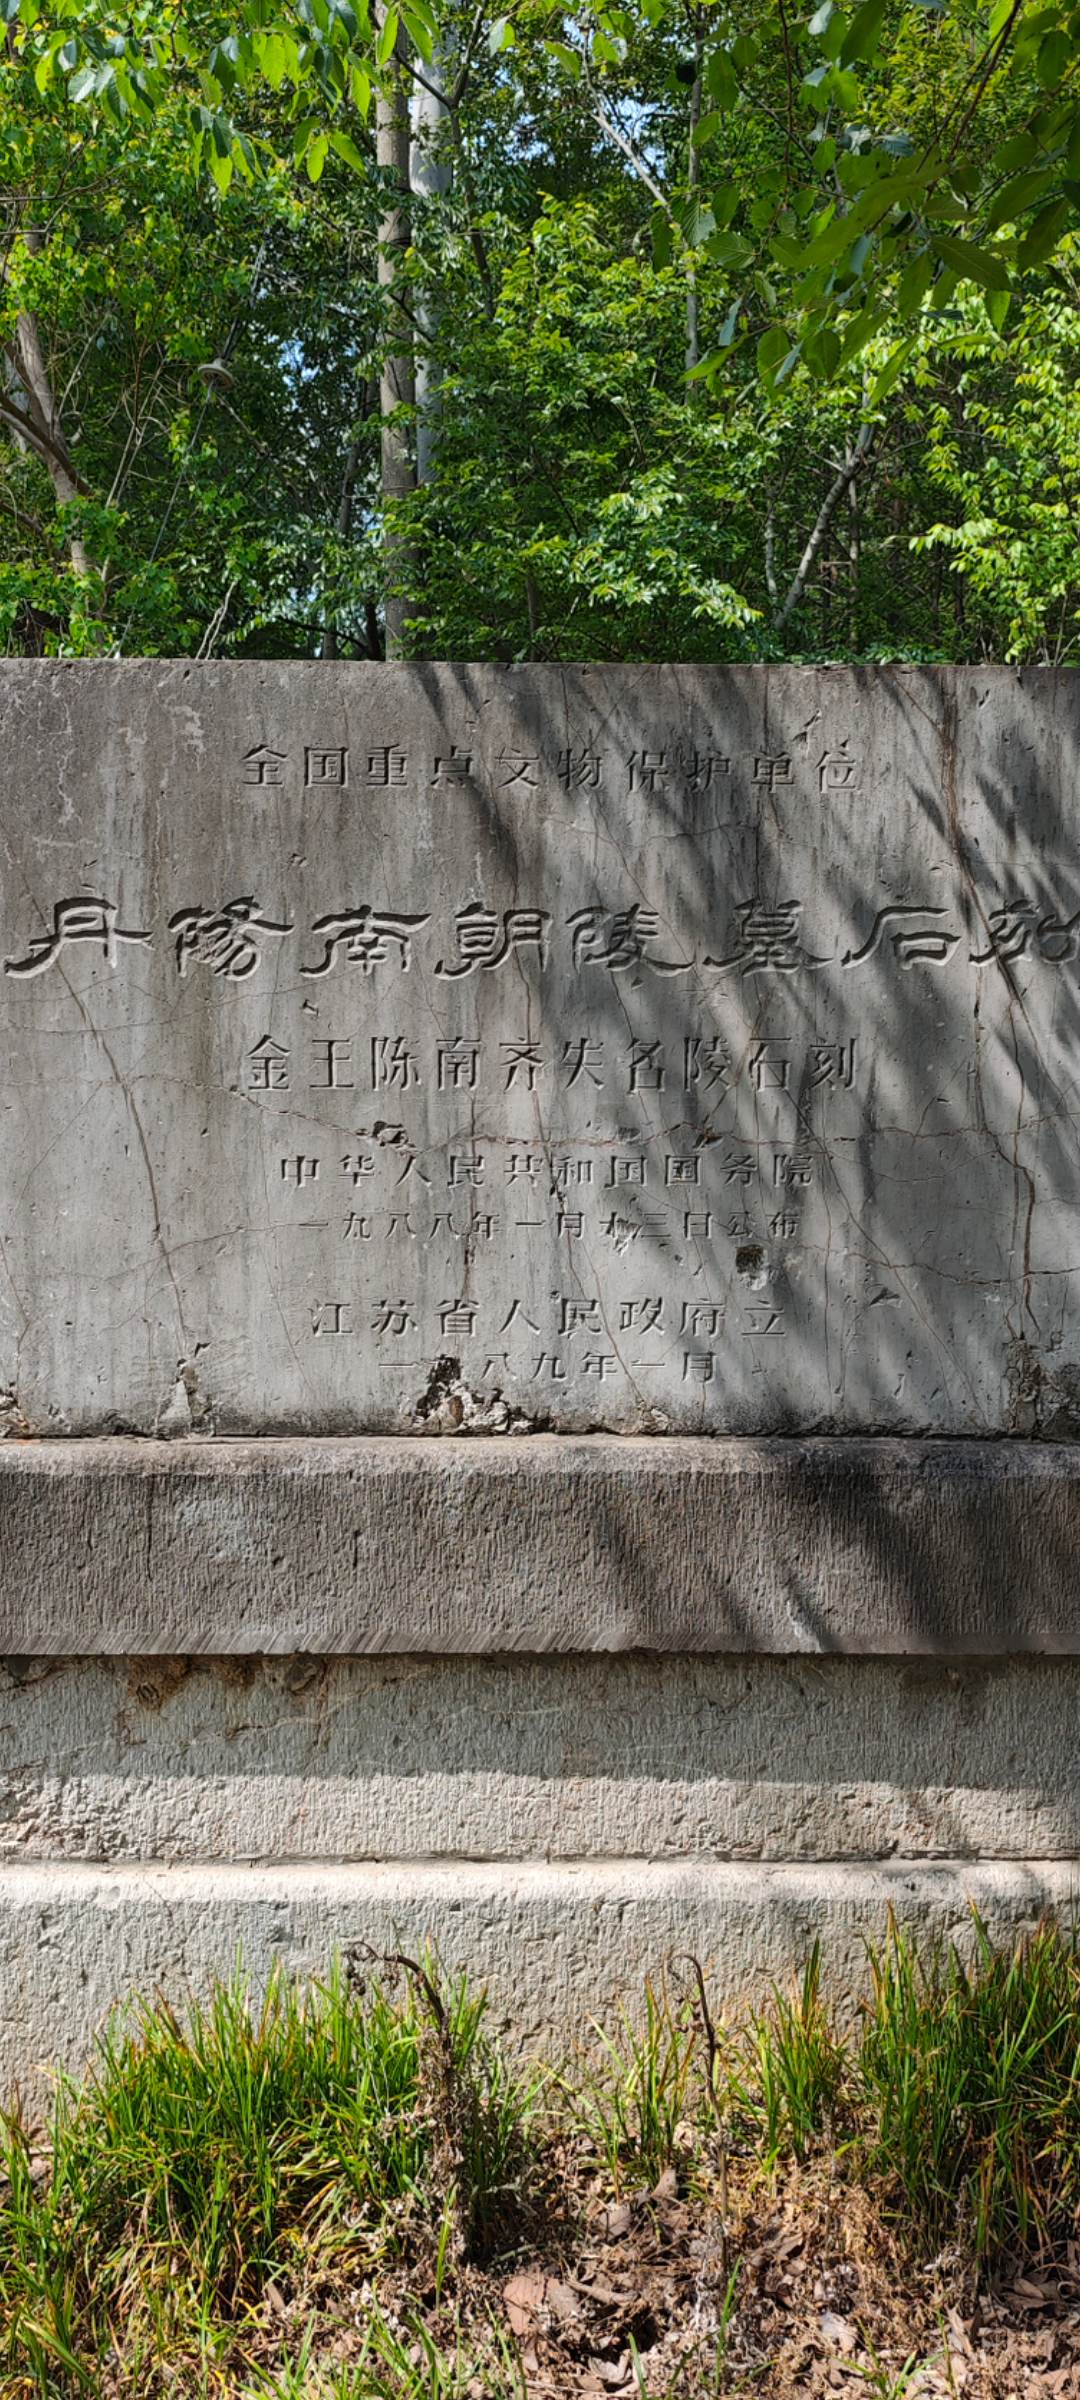 全国重点文物保护单位
丹陽南朝陵墓石刻
金王陈南齐失名陵石刻
中华人民共和国国务院
一九八八年一月十三日公布
江苏省人民政府立
一九八九年一月